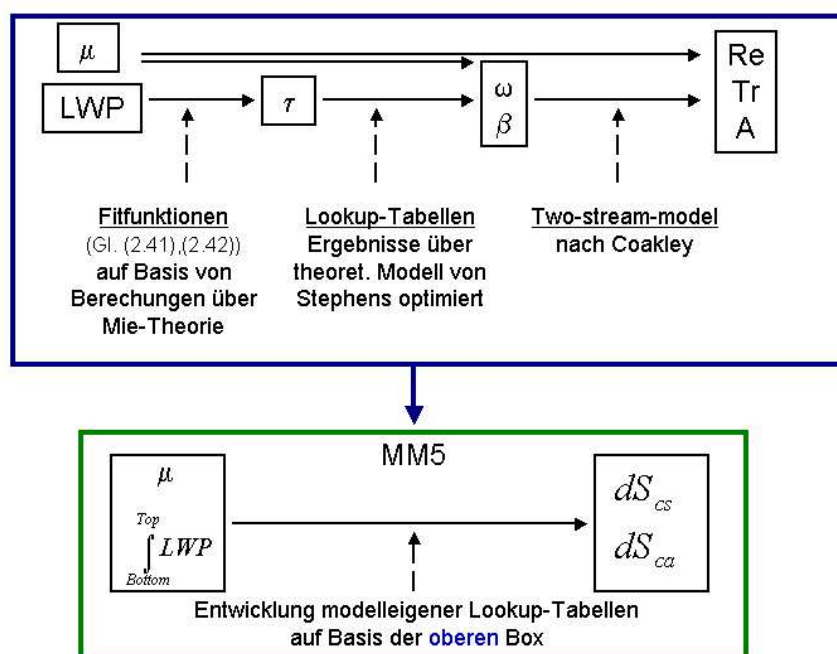 μ
LWP
τ
ω
β
Re
Tr
A
Fitfunktionen
(Gl. (2.41),(2.42))
auf Basis von
Berechungen über
Mie-Theorie
Lookup-Tabellen
Ergebnisse über
theoret. Modell von
Stephens optimiert
Two-stream-model
nach Coakley
MM5
μ
Top
∫ LWP
Bottom
dS_cs
dS_ca
Entwicklung modelleigener Lookup-Tabellen
auf Basis der oberen Box